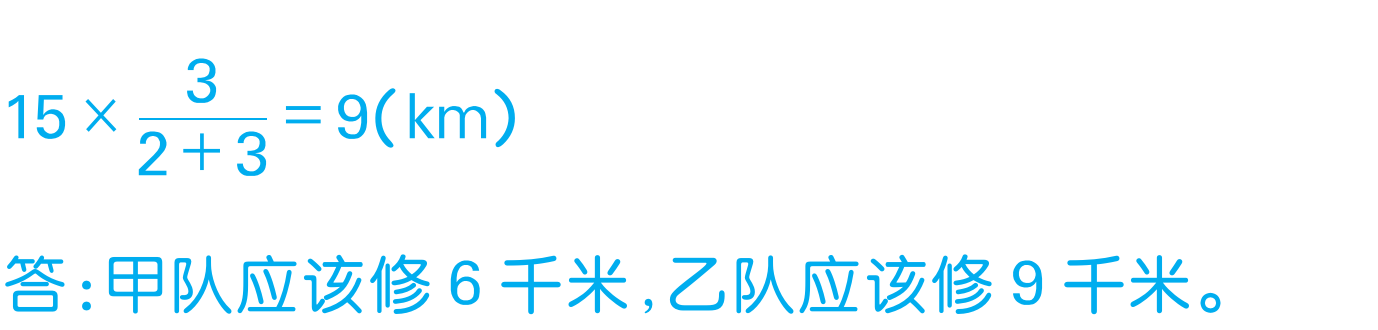 15 × 3/(2+3) = 9(km)
答:甲队应该修 6 千米,乙队应该修 9 千米。